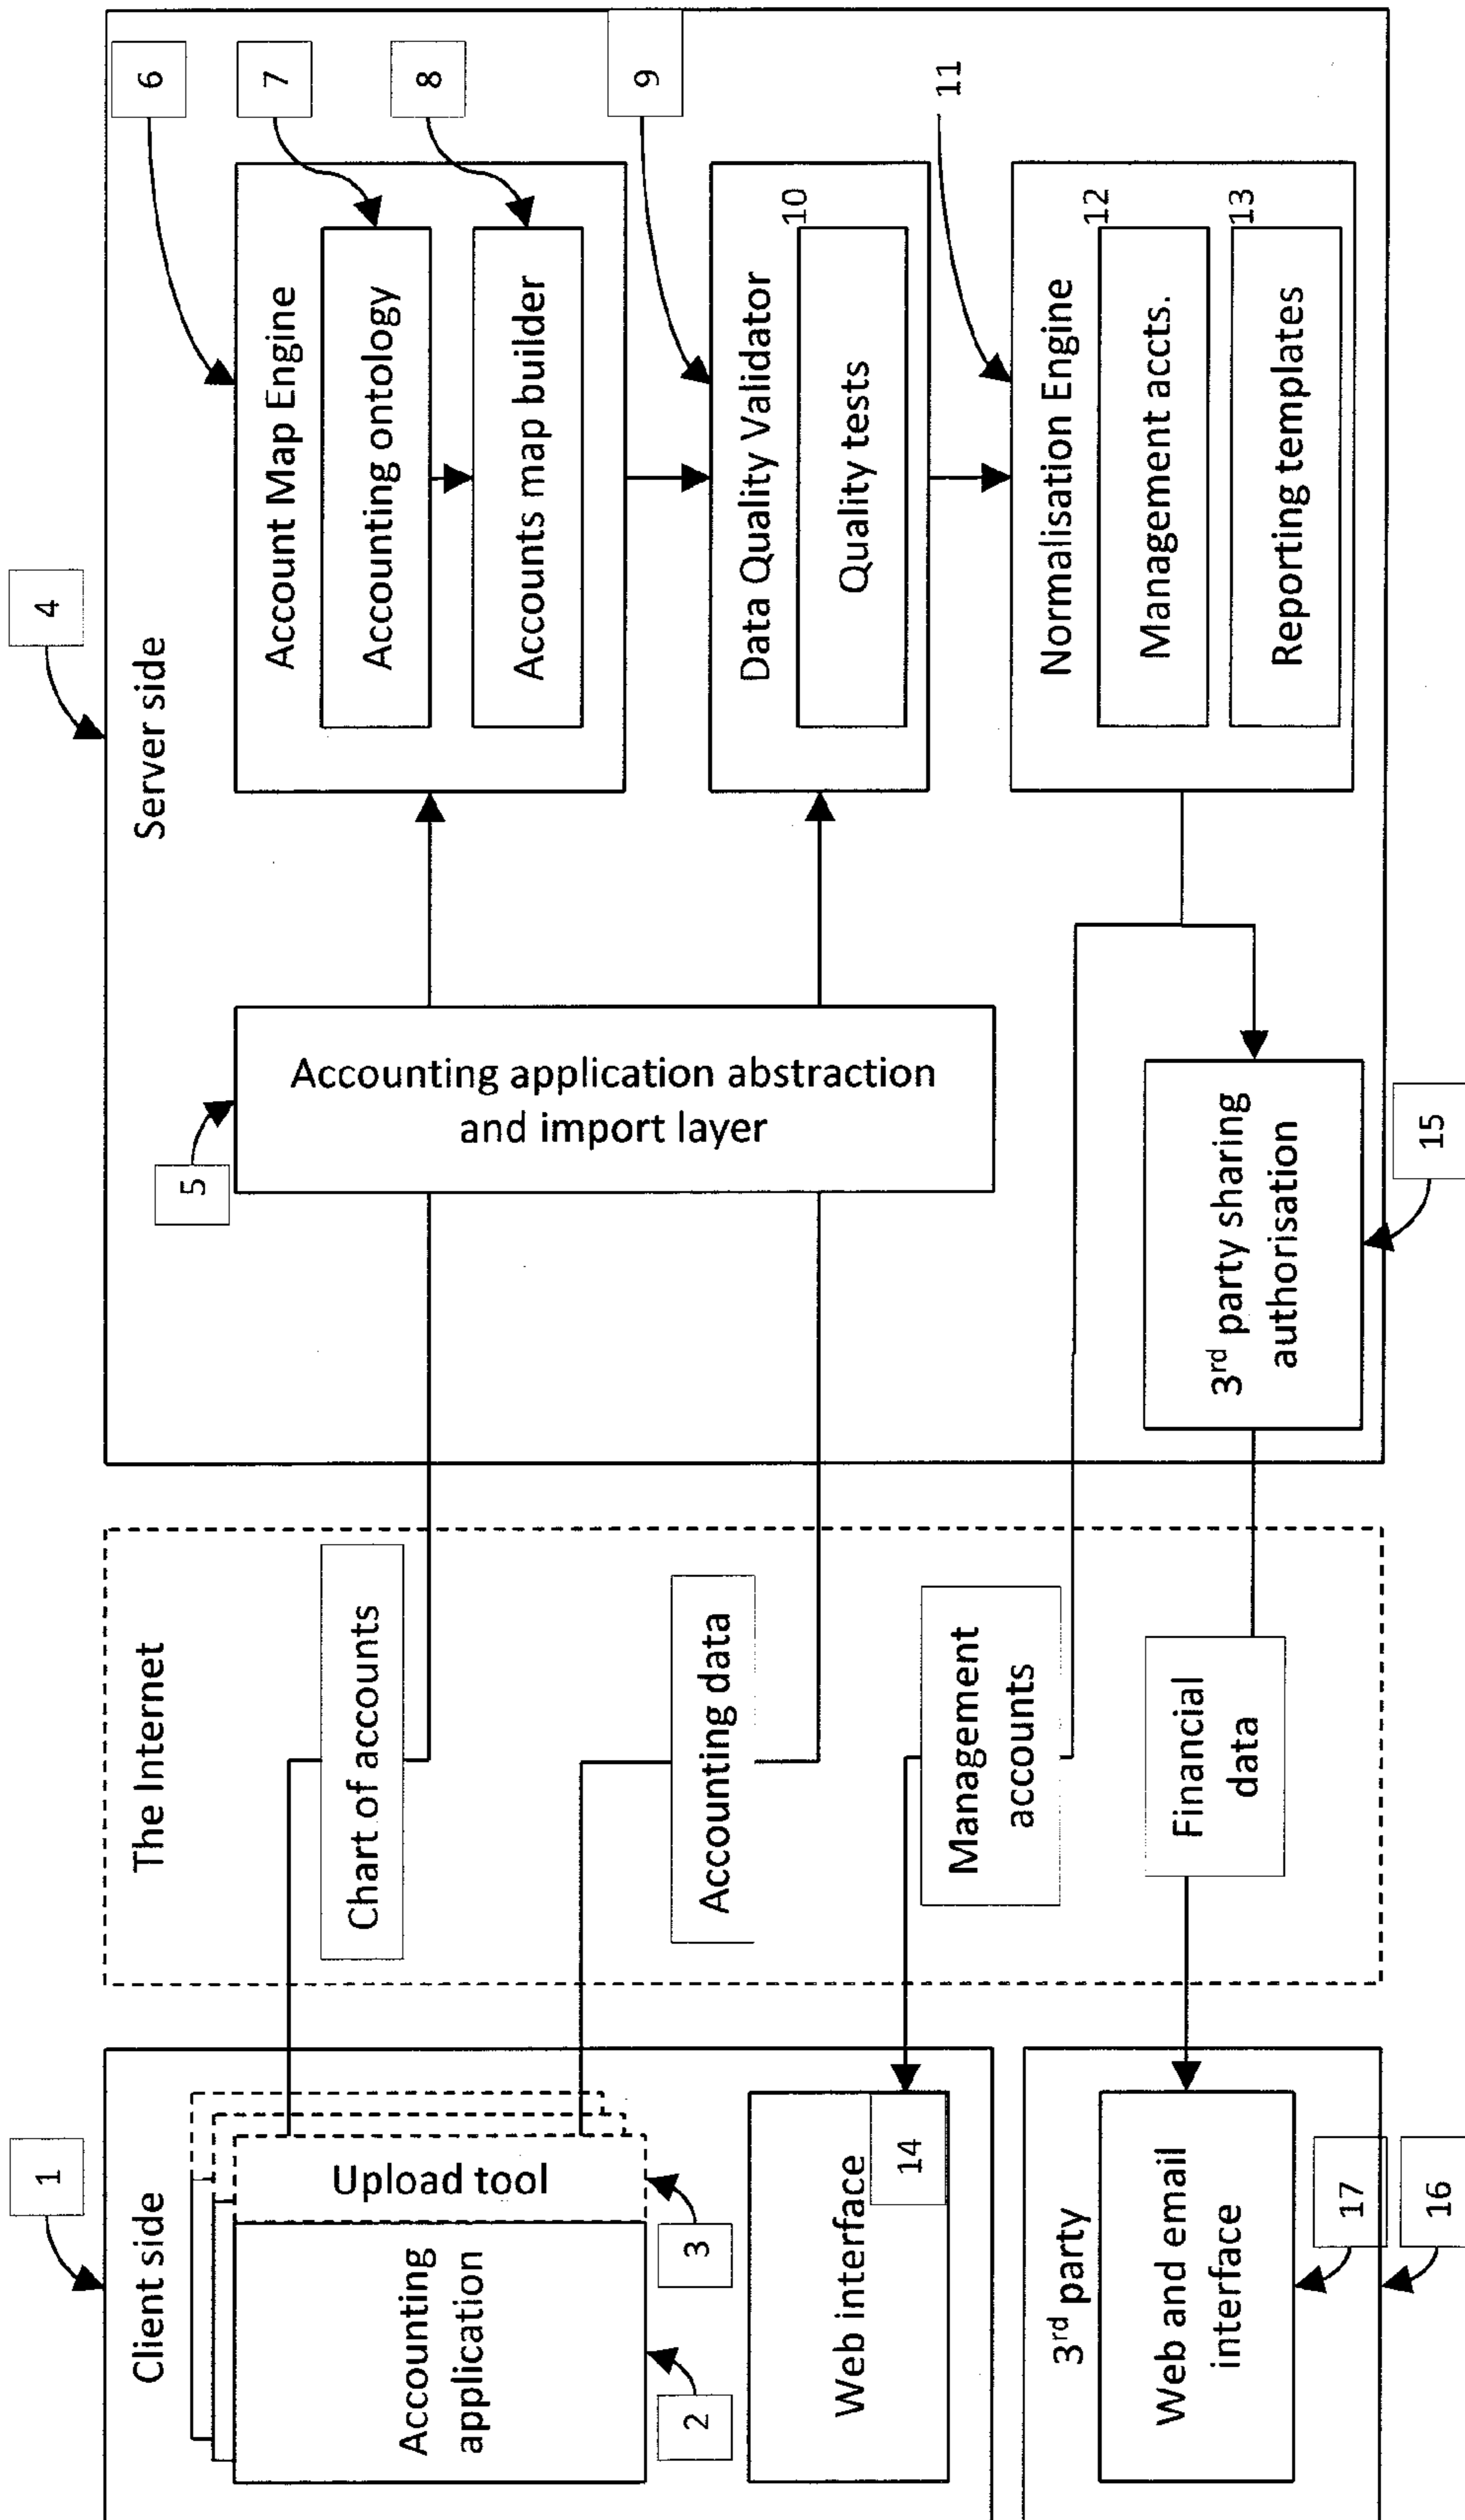 1
Client side
Accounting
application
Upload tool
2
3
Web interface
14
3rd party
Web and email
interface
17
16
The Internet
Chart of accounts
Accounting data
Management
accounts
Financial
data
4
Server side
5
Accounting application abstraction
and import layer
3rd party sharing
authorisation
15
6
7
8
Account Map Engine
Accounting ontology
Accounts map builder
9
Data Quality Validator
10
Quality tests
11
Normalisation Engine
12
Management accts.
13
Reporting templates